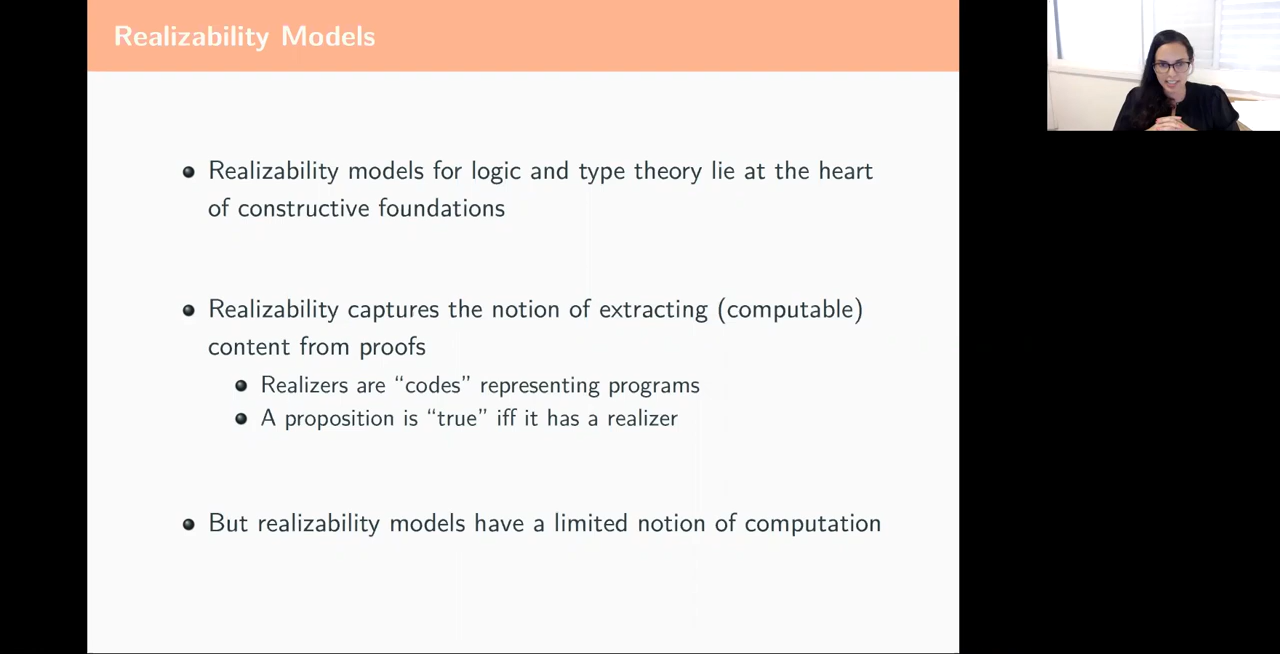 Realizability Models
Realizability models for logic and type theory lie at the heart
of constructive foundations
Realizability captures the notion of extracting (computable)
content from proofs
Realizers are “codes” representing programs
A proposition is “true” iff it has a realizer
But realizability models have a limited notion of computation